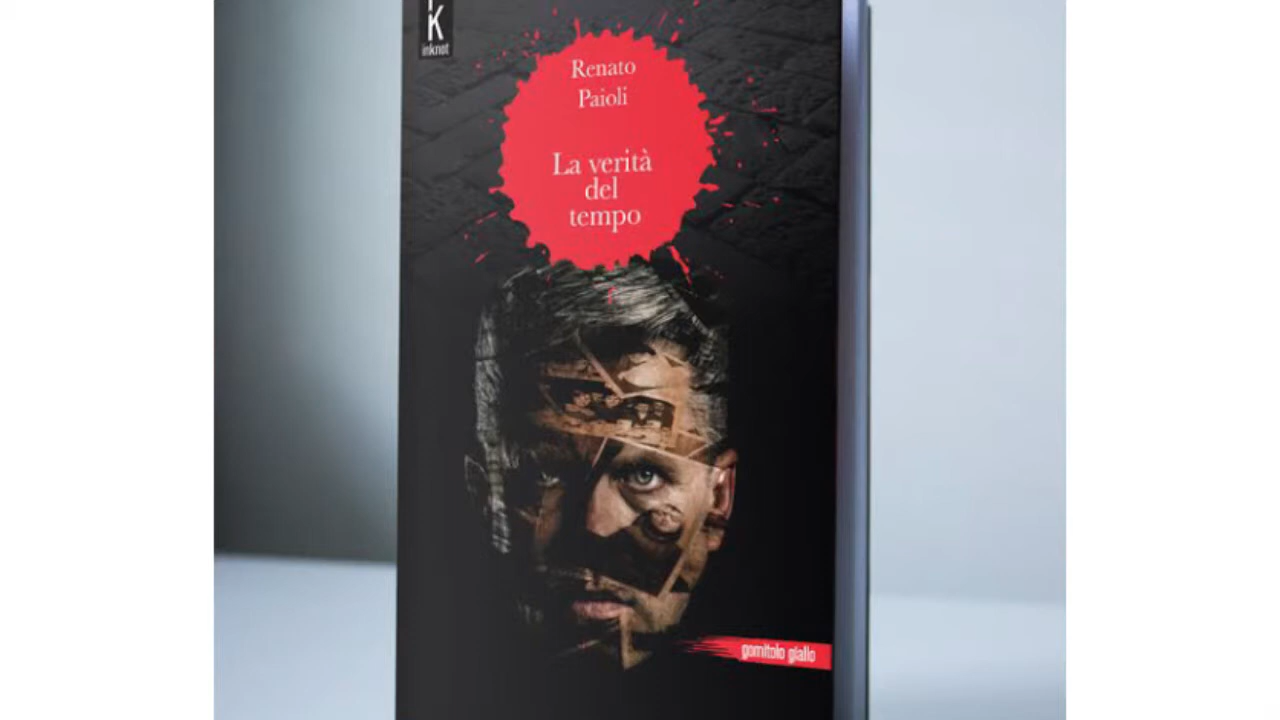 K
inknot
Renato
Paioli
La verità
del
tempo
gomitolo giallo